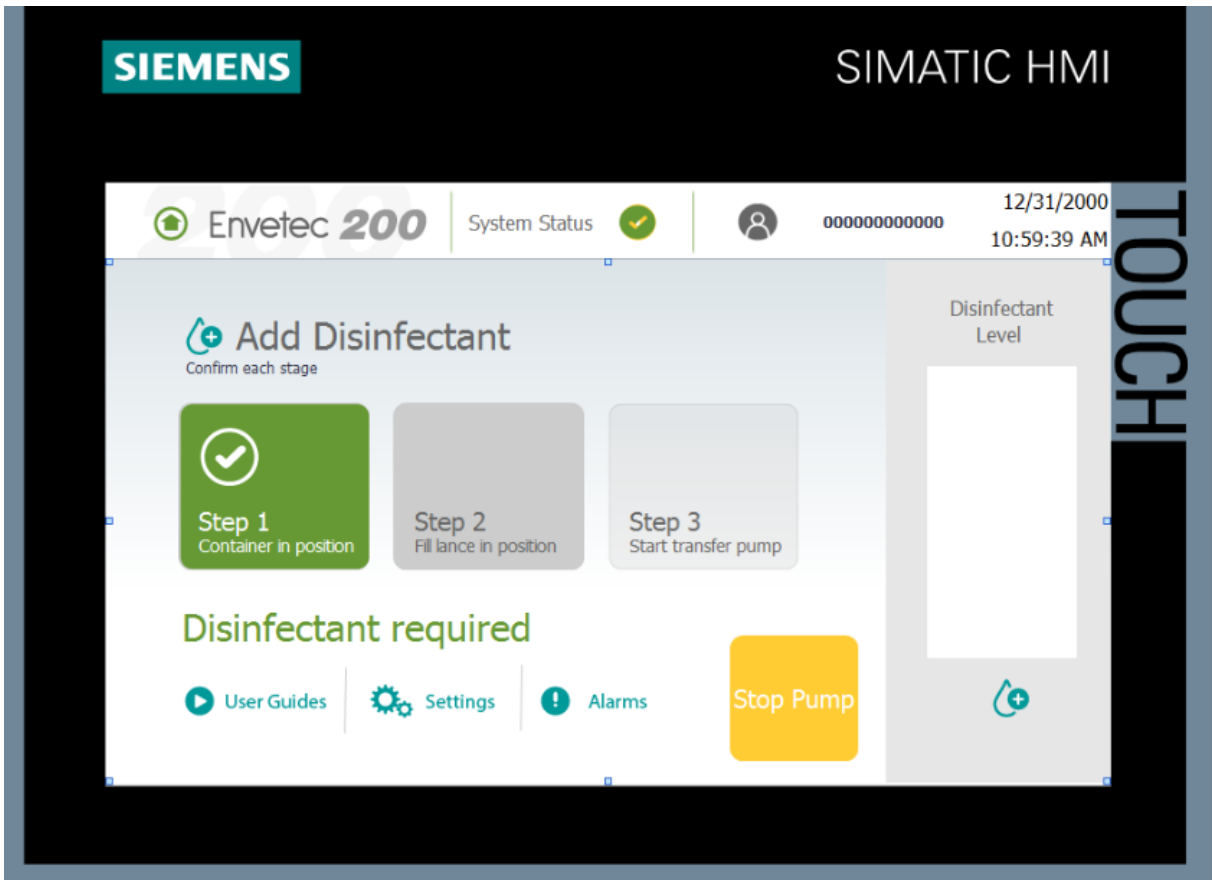 SIEMENS
SIMATIC HMI
TOUCH
200
Envetec 200
System Status
000000000000
12/31/2000
10:59:39 AM
Add Disinfectant
Confirm each stage
Step 1
Container in position
Step 2
Fill lance in position
Step 3
Start transfer pump
Disinfectant required
User Guides
Settings
Alarms
Stop Pump
Disinfectant
Level